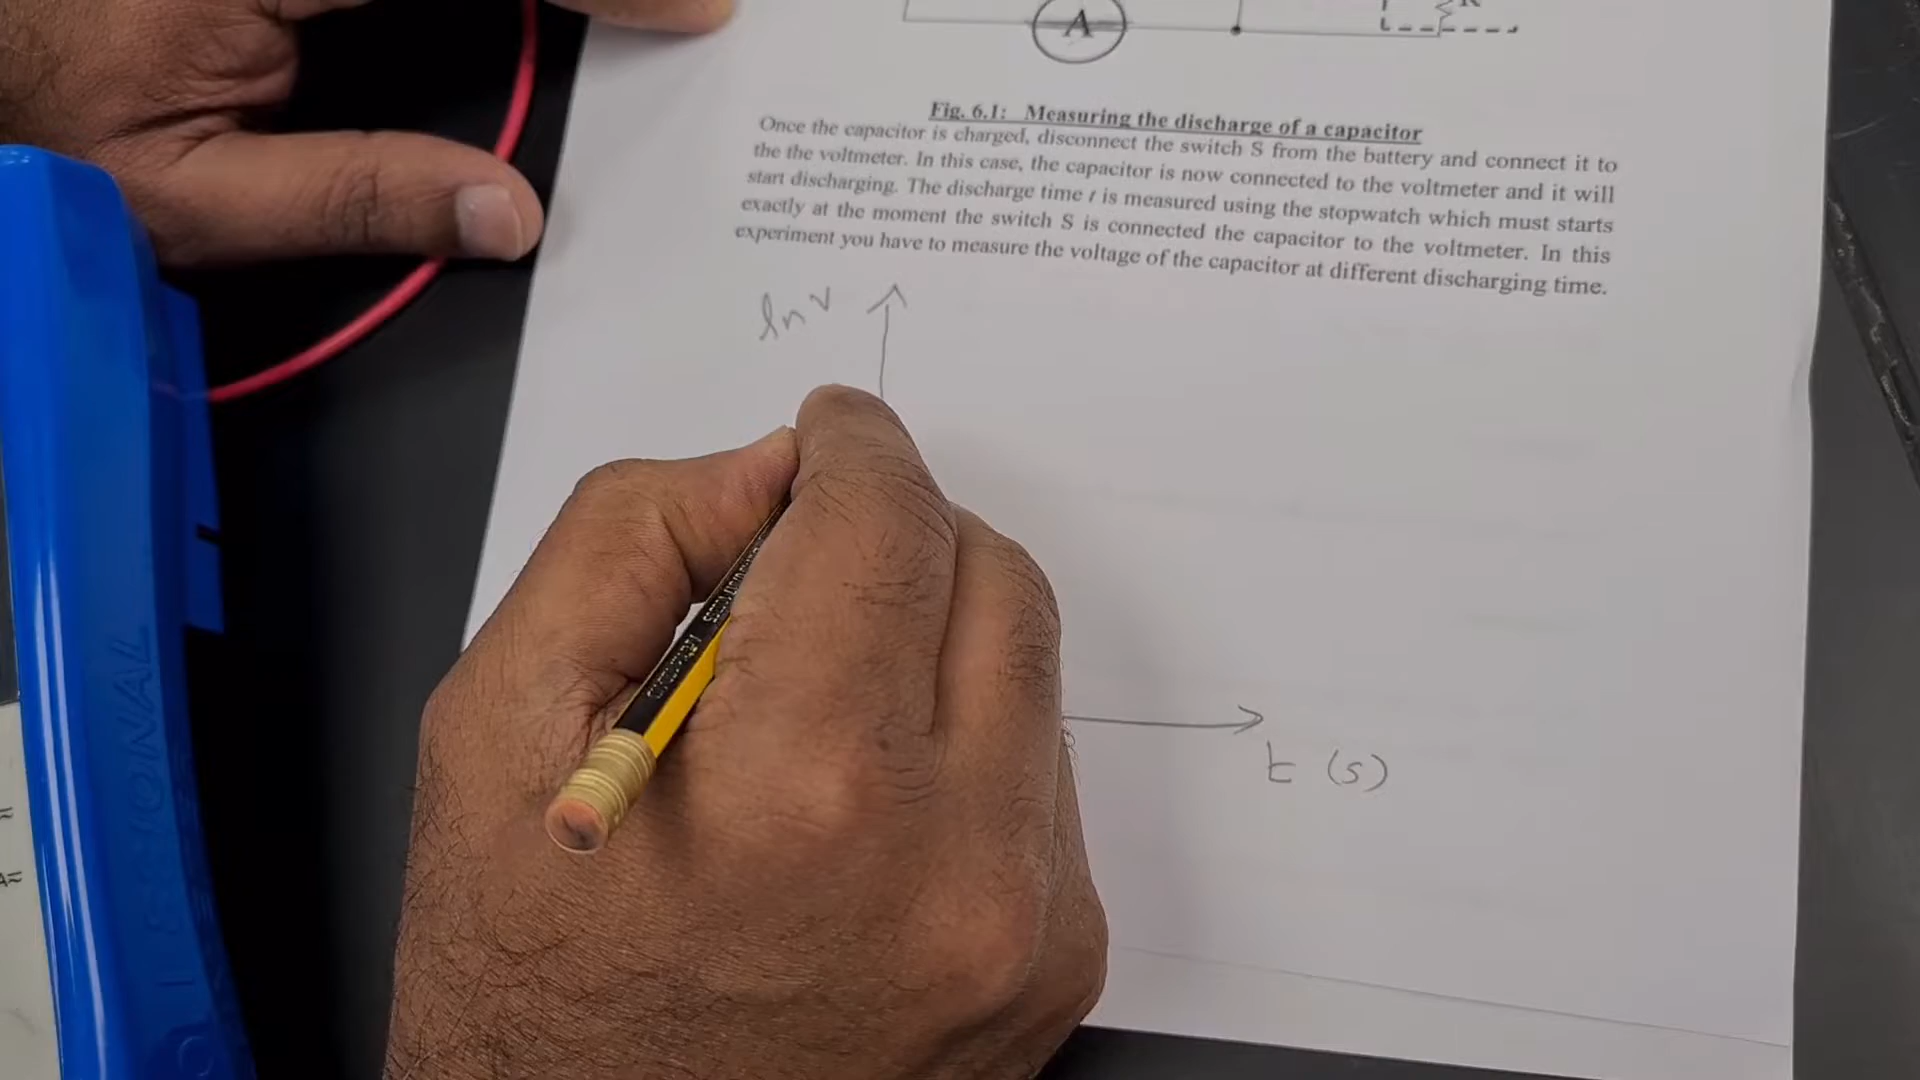 A
R
Fig. 6.1: Measuring the discharge of a capacitor
Once the capacitor is charged, disconnect the switch S from the battery and connect it to
the the voltmeter. In this case, the capacitor is now connected to the voltmeter and it will
start discharging. The discharge time t is measured using the stopwatch which must starts
exactly at the moment the switch S is connected the capacitor to the voltmeter. In this
experiment you have to measure the voltage of the capacitor at different discharging time.
ln V
t (s)